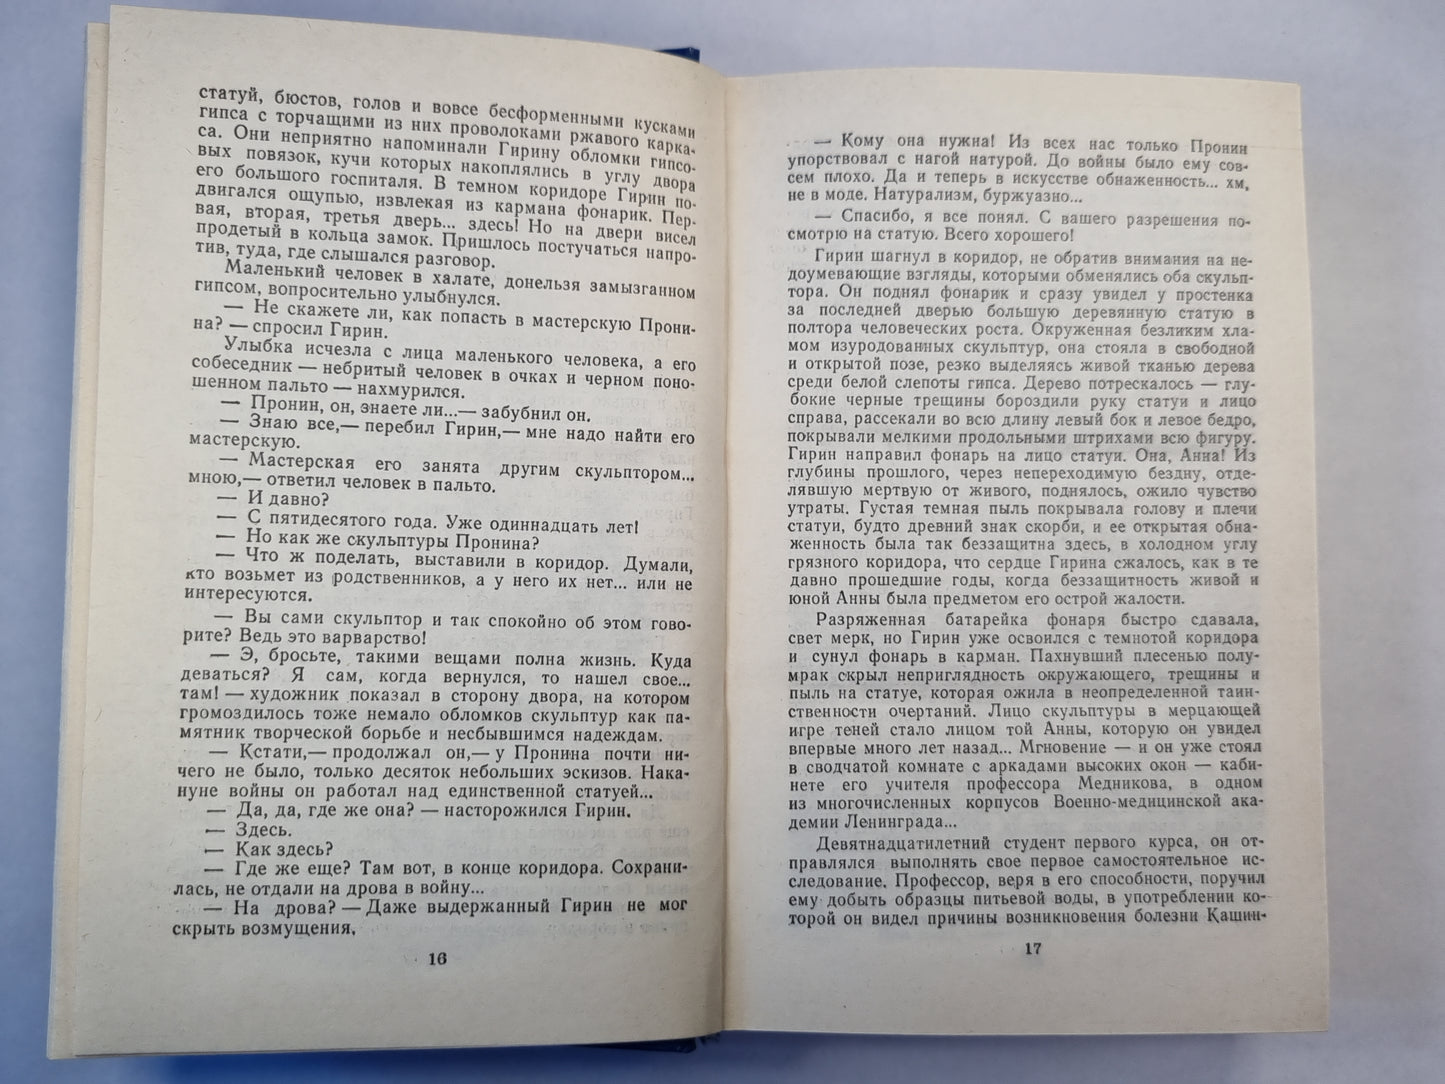 статуй, бюстов, голов и вовсе бесформенными кусками
гипса с торчащими из них проволоками ржавого карка-
са. Они неприятно напоминали Гирину обломки гипсо-
вых повязок, кучи которых накоплялись в углу двора
его большого госпиталя. В темном коридоре Гирин по-
двигался ощупью, извлекая из кармана фонарик. Пер-
вая, вторая, третья дверь... здесь! Но на двери висел
продетый в кольца замок. Пришлось постучаться напро-
тив, туда, где слышался разговор.
Маленький человек в халате, донельзя замызганном
гипсом, вопросительно улыбнулся.
— Не скажете ли, как попасть в мастерскую Прони-
на? — спросил Гирин.
Улыбка исчезла с лица маленького человека, а его
собеседник — небритый человек в очках и черном поно-
шенном пальто — нахмурился.
— Пронин, он, знаете ли...— забубнил он.
— Знаю все,— перебил Гирин,— мне надо найти его
мастерскую.
— Мастерская его занята другим скульптором...
мною,— ответил человек в пальто.
— И давно?
— С пятидесятого года. Уже одиннадцать лет!
— Но как же скульптуры Пронина?
— Что ж поделать, выставили в коридор. Думали,
кто возьмет из родственников, а у него их нет... или не
интересуются.
— Вы сами скульптор и так спокойно об этом гово-
рите? Ведь это варварство!
— Э, бросьте, такими вещами полна жизнь. Куда
деваться? Я сам, когда вернулся, то нашел свое...
там! — художник показал в сторону двора, на котором
громоздилось тоже немало обломков скульптур как па-
мятник творческой борьбе и несбывшимся надеждам.
— Кстати,— продолжал он,— у Пронина почти ни-
чего не было, только десяток небольших эскизов. Нака-
нуне войны он работал над единственной статуей...
— Да, да, где же она? — насторожился Гирин.
— Здесь.
— Как здесь?
— Где же еще? Там вот, в конце коридора. Сохрани-
лась, не отдали на дрова в войну...
— На дрова? — Даже выдержанный Гирин не мог
скрыть возмущения.
16
— Кому она нужна! Из всех нас только Пронин
упорствовал с нагой натурой. До войны было ему сов-
сем плохо. Да и теперь в искусстве обнаженность... хм,
не в моде. Натурализм, буржуазно...
— Спасибо, я все понял. С вашего разрешения по-
смотрю на статую. Всего хорошего!
Гирин шагнул в коридор, не обратив внимания на не-
доумевающие взгляды, которыми обменялись оба скульп-
тора. Он поднял фонарик и сразу увидел у простенка
за последней дверью большую деревянную статую в
полтора человеческих роста. Окруженная безликим хла-
мом изуродованных скульптур, она стояла в свободной
и открытой позе, резко выделяясь живой тканью дерева
среди белой слепоты гипса. Дерево потрескалось — глу-
бокие черные трещины бороздили руку статуи и лицо
справа, рассекали во всю длину левый бок и левое бедро,
покрывали мелкими продольными штрихами всю фигуру.
Гирин направил фонарь на лицо статуи. Она, Анна! Из
глубины прошлого, через непереходимую бездну, отде-
лявшую мертвую от живого, поднялось, ожило чувство
утраты. Густая темная пыль покрывала голову и плечи
статуи, будто древний знак скорби, и ее открытая обна-
женность была так беззащитна здесь, в холодном углу
грязного коридора, что сердце Гирина сжалось, как в те
давно прошедшие годы, когда беззащитность живой и
юной Анны была предметом его острой жалости.
Разряженная батарейка фонаря быстро сдавала,
свет мерк, но Гирин уже освоился с темнотой коридора
и сунул фонарь в карман. Пахнувший плесенью полу-
мрак скрыл неприглядность окружающего, трещины и
пыль на статуе, которая ожила в неопределенной таин-
ственности очертаний. Лицо скульптуры в мерцающей
игре теней стало лицом той Анны, которую он увидел
впервые много лет назад... Мгновение — и он уже стоял
в сводчатой комнате с аркадами высоких окон — каби-
нете его учителя профессора Медникова, в одном
из многочисленных корпусов Военно-медицинской ака-
демии Ленинграда...
Девятнадцатилетний студент первого курса, он от-
правлялся выполнять свое первое самостоятельное ис-
следование. Профессор, веря в его способности, поручил
ему добыть образцы питьевой воды, в употреблении ко-
торой он видел причины возникновения болезни Кашин-
17